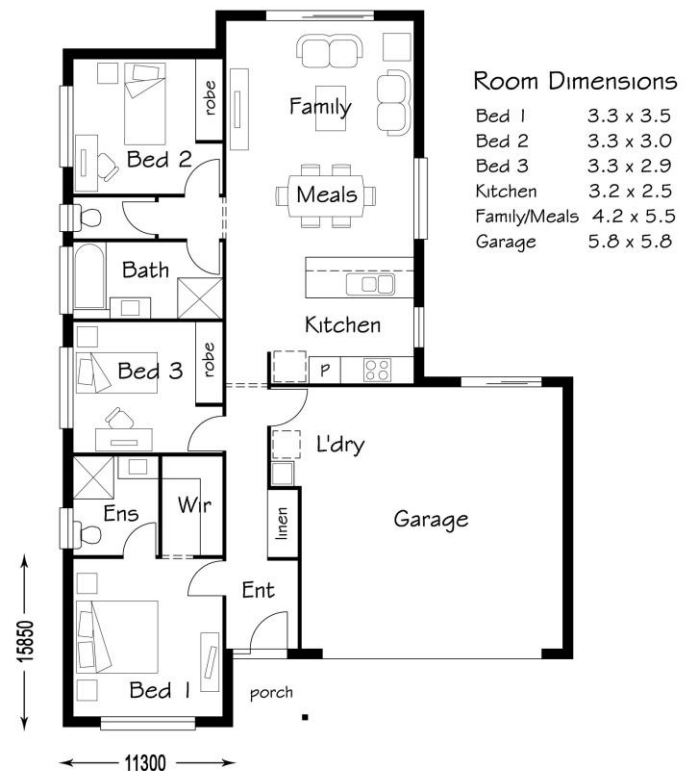 Room Dimensions
Bed 1 3.3 x 3.5
Bed 2 3.3 x 3.0
Bed 3 3.3 x 2.9
Kitchen 3.2 x 2.5
Family/Meals 4.2 x 5.5
Garage 5.8 x 5.8
robe
Family
Bed 2
Meals
Bath
Kitchen
robe
Bed 3
P
L'dry
Ens
Wir
linen
Garage
Ent
Bed 1
porch
15850
11300